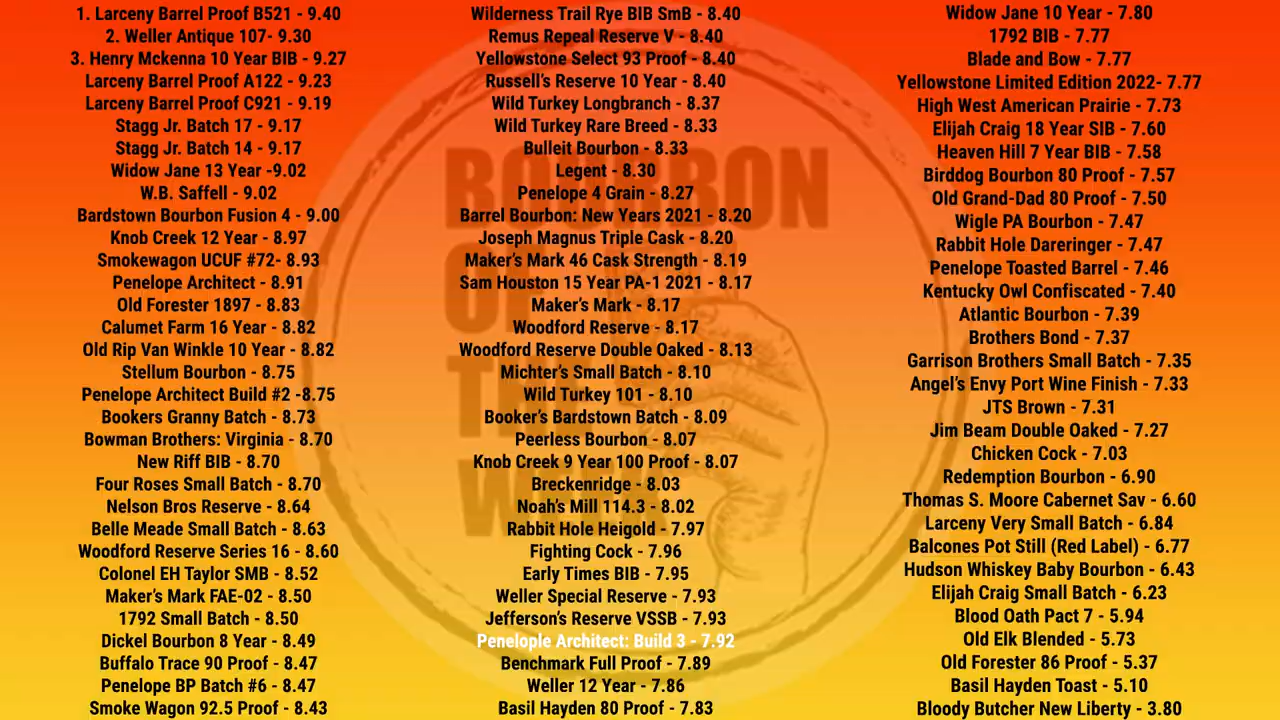 1. Larceny Barrel Proof B521 - 9.40
2. Weller Antique 107- 9.30
3. Henry Mckenna 10 Year BIB - 9.27
Larceny Barrel Proof A122 - 9.23
Larceny Barrel Proof C921 - 9.19
Stagg Jr. Batch 17 - 9.17
Stagg Jr. Batch 14 - 9.17
Widow Jane 13 Year -9.02
W.B. Saffell - 9.02
Bardstown Bourbon Fusion 4 - 9.00
Knob Creek 12 Year - 8.97
Smokewagon UCUF #72- 8.93
Penelope Architect - 8.91
Old Forester 1897 - 8.83
Calumet Farm 16 Year - 8.82
Old Rip Van Winkle 10 Year - 8.82
Stellum Bourbon - 8.75
Penelope Architect Build #2 -8.75
Bookers Granny Batch - 8.73
Bowman Brothers: Virginia - 8.70
New Riff BIB - 8.70
Four Roses Small Batch - 8.70
Nelson Bros Reserve - 8.64
Belle Meade Small Batch - 8.63
Woodford Reserve Series 16 - 8.60
Colonel EH Taylor SMB - 8.52
Maker's Mark FAE-02 - 8.50
1792 Small Batch - 8.50
Dickel Bourbon 8 Year - 8.49
Buffalo Trace 90 Proof - 8.47
Penelope BP Batch #6 - 8.47
Smoke Wagon 92.5 Proof - 8.43
Wilderness Trail Rye BIB SmB - 8.40
Remus Repeal Reserve V - 8.40
Yellowstone Select 93 Proof - 8.40
Russell's Reserve 10 Year - 8.40
Wild Turkey Longbranch - 8.37
Wild Turkey Rare Breed - 8.33
Bulleit Bourbon - 8.33
Legent - 8.30
Penelope 4 Grain - 8.27
Barrel Bourbon: New Years 2021 - 8.20
Joseph Magnus Triple Cask - 8.20
Maker's Mark 46 Cask Strength - 8.19
Sam Houston 15 Year PA-1 2021 - 8.17
Maker's Mark - 8.17
Woodford Reserve - 8.17
Woodford Reserve Double Oaked - 8.13
Michter's Small Batch - 8.10
Wild Turkey 101 - 8.10
Booker's Bardstown Batch - 8.09
Peerless Bourbon - 8.07
Knob Creek 9 Year 100 Proof - 8.07
Breckenridge - 8.03
Noah's Mill 114.3 - 8.02
Rabbit Hole Heigold - 7.97
Fighting Cock - 7.96
Early Times BIB - 7.95
Weller Special Reserve - 7.93
Jefferson's Reserve VSSB - 7.93
Penelople Architect: Build 3 - 7.92
Benchmark Full Proof - 7.89
Weller 12 Year - 7.86
Basil Hayden 80 Proof - 7.83
Widow Jane 10 Year - 7.80
1792 BIB - 7.77
Blade and Bow - 7.77
Yellowstone Limited Edition 2022- 7.77
High West American Prairie - 7.73
Elijah Craig 18 Year SIB - 7.60
Heaven Hill 7 Year BIB - 7.58
Birddog Bourbon 80 Proof - 7.57
Old Grand-Dad 80 Proof - 7.50
Wigle PA Bourbon - 7.47
Rabbit Hole Dareringer - 7.47
Penelope Toasted Barrel - 7.46
Kentucky Owl Confiscated - 7.40
Atlantic Bourbon - 7.39
Brothers Bond - 7.37
Garrison Brothers Small Batch - 7.35
Angel's Envy Port Wine Finish - 7.33
JTS Brown - 7.31
Jim Beam Double Oaked - 7.27
Chicken Cock - 7.03
Redemption Bourbon - 6.90
Thomas S. Moore Cabernet Sav - 6.60
Larceny Very Small Batch - 6.84
Balcones Pot Still (Red Label) - 6.77
Hudson Whiskey Baby Bourbon - 6.43
Elijah Craig Small Batch - 6.23
Blood Oath Pact 7 - 5.94
Old Elk Blended - 5.73
Old Forester 86 Proof - 5.37
Basil Hayden Toast - 5.10
Bloody Butcher New Liberty - 3.80
BOURBON
OF
THE
WEEK